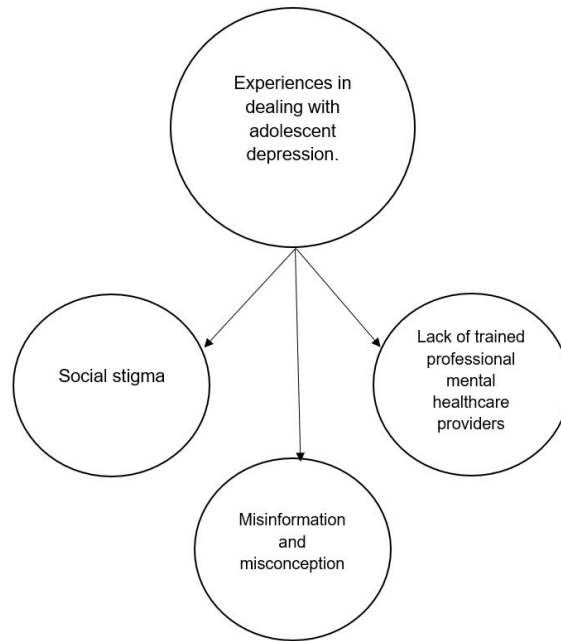 Experiences in
dealing with
adolescent
depression.
Social stigma
Lack of trained
professional
mental
healthcare
providers
Misinformation
and
misconception